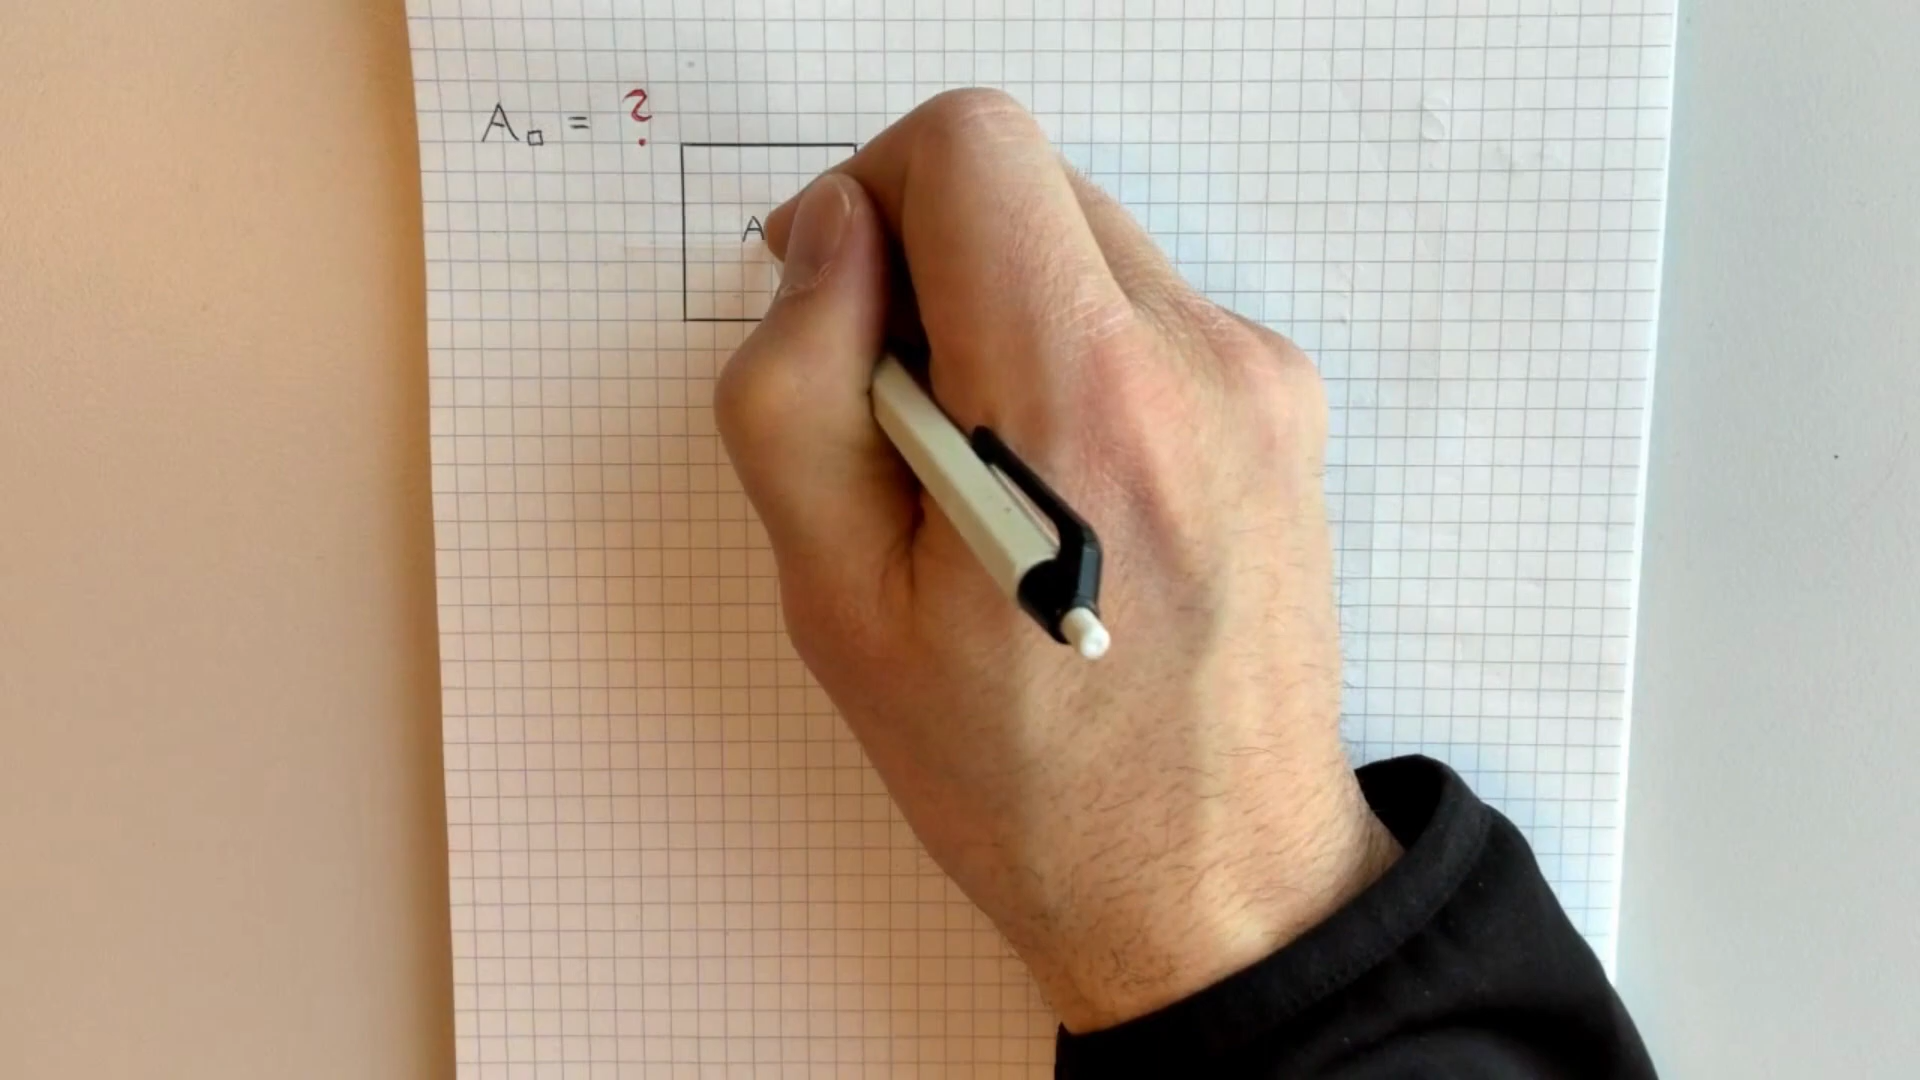 A□ = ?
A